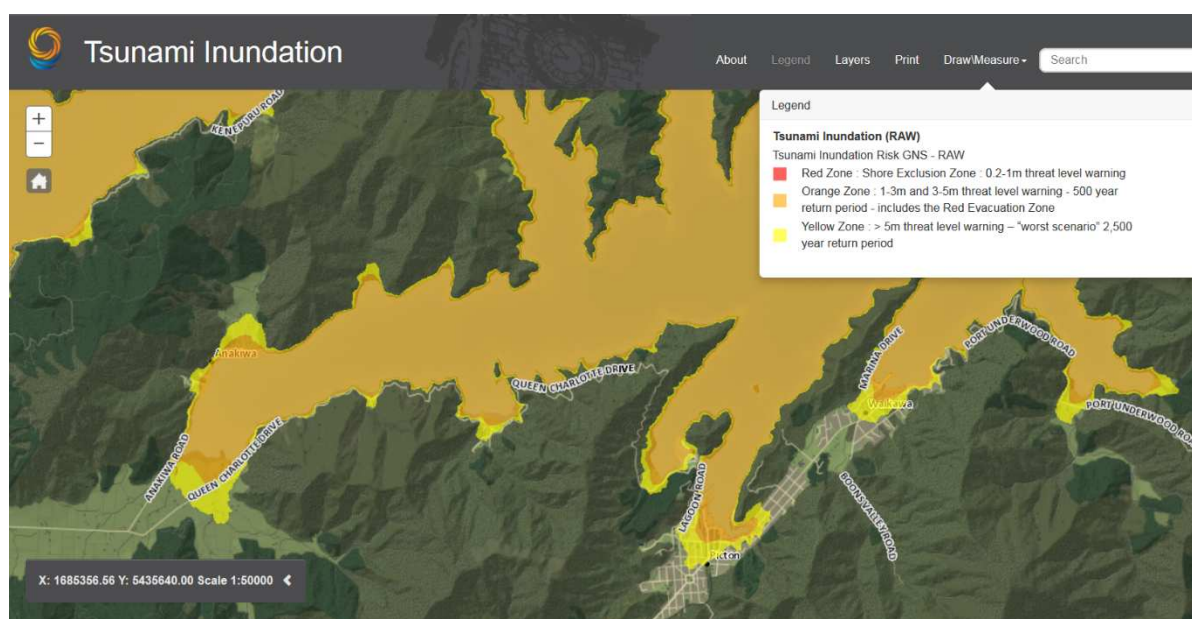 Tsunami Inundation
About Legend Layers Print Draw\Measure Search
+
−
Legend
Tsunami Inundation (RAW)
Tsunami Inundation Risk GNS - RAW
Red Zone : Shore Exclusion Zone : 0.2-1m threat level warning
Orange Zone : 1-3m and 3-5m threat level warning - 500 year
return period - includes the Red Evacuation Zone
Yellow Zone : > 5m threat level warning – "worst scenario" 2,500
year return period
KENEPURU ROAD
Anakiwa
QUEEN CHARLOTTE DRIVE
MARINA DRIVE
PORT UNDERWOOD ROAD
Waikawa
PORT UNDERWOOD
ANAKIWA ROAD
QUEEN CHARLOTTE DRIVE
LAGOON ROAD
BOONS VALLEY ROAD
Picton
X: 1685356.56 Y: 5435640.00 Scale 1:50000